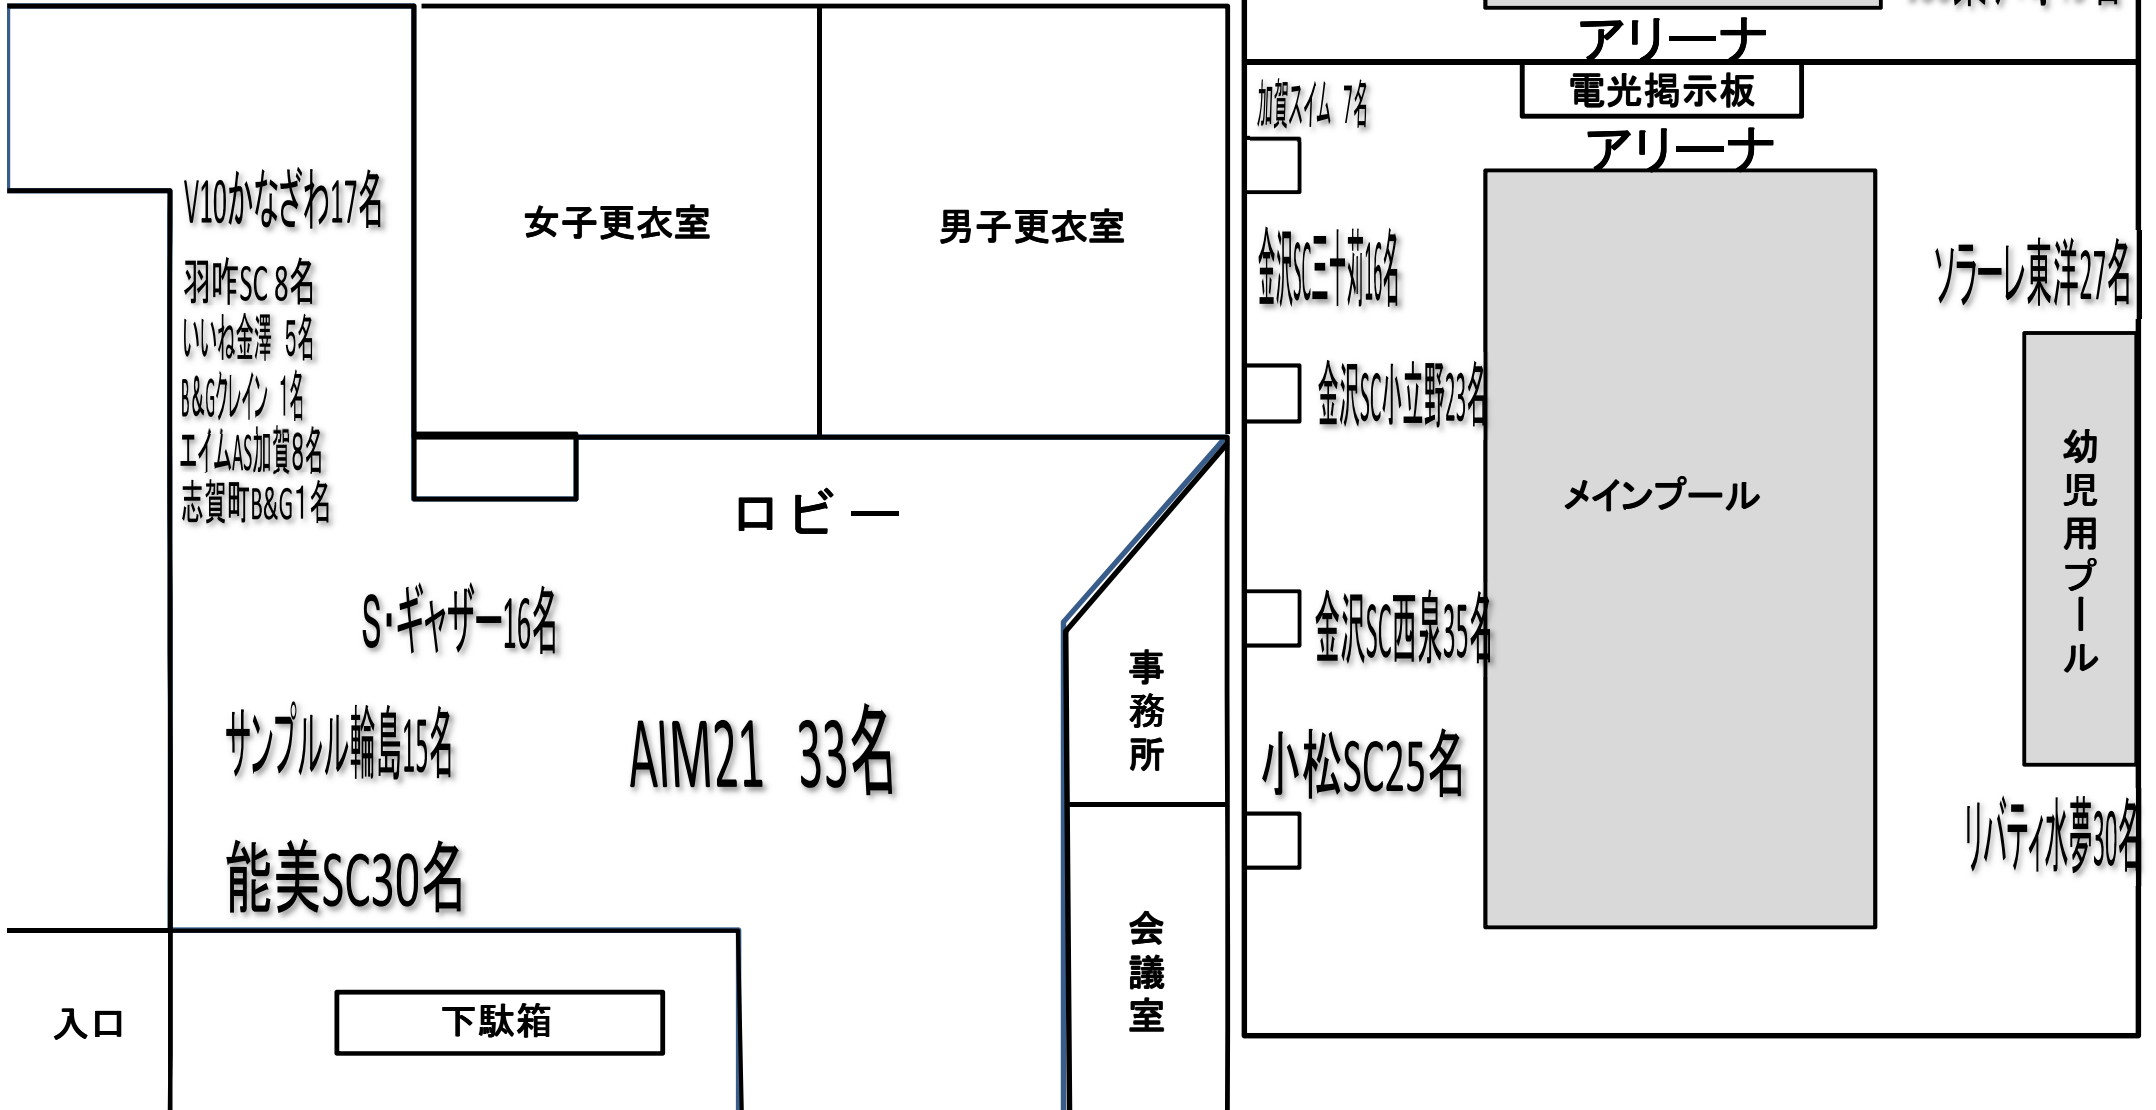 アリーナ
電光掲示板
アリーナ
加賀スイム 7名
V10かなざわ17名
女子更衣室
男子更衣室
金沢SC三十苅16名
ソラーレ東洋27名
羽咋SC 8名
いいね金澤 5名
B&Gクレイン 1名
エイムAS加賀8名
志賀町B&G1名
金沢SC小立野23名
ロビー
メインプール
幼児用プール
S・ギャザー16名
金沢SC西泉35名
事務所
サンプルル輪島15名
AIM21 33名
小松SC25名
能美SC30名
リバティ水夢30名
会議室
入口
下駄箱